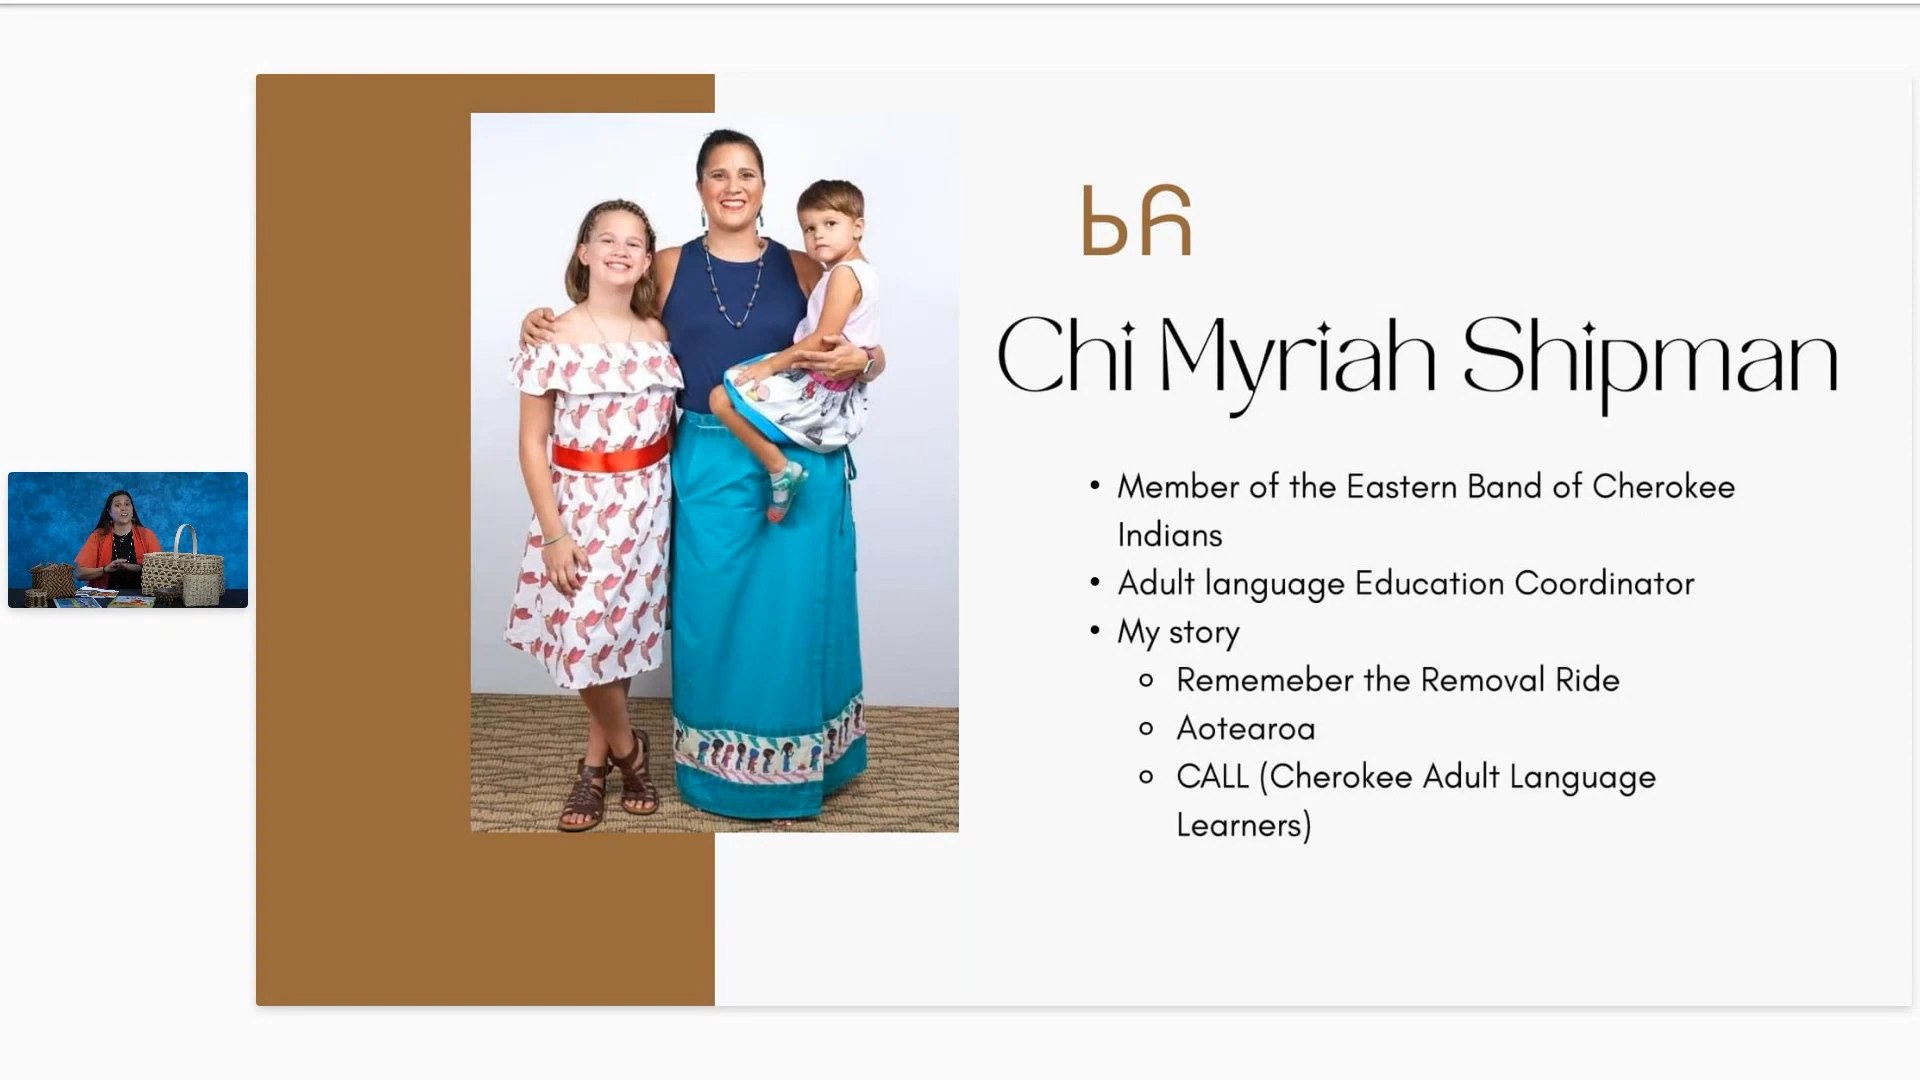 ᏏᏲ
Chi Myriah Shipman
• Member of the Eastern Band of Cherokee
Indians
• Adult language Education Coordinator
• My story
○ Rememeber the Removal Ride
○ Aotearoa
○ CALL (Cherokee Adult Language
Learners)